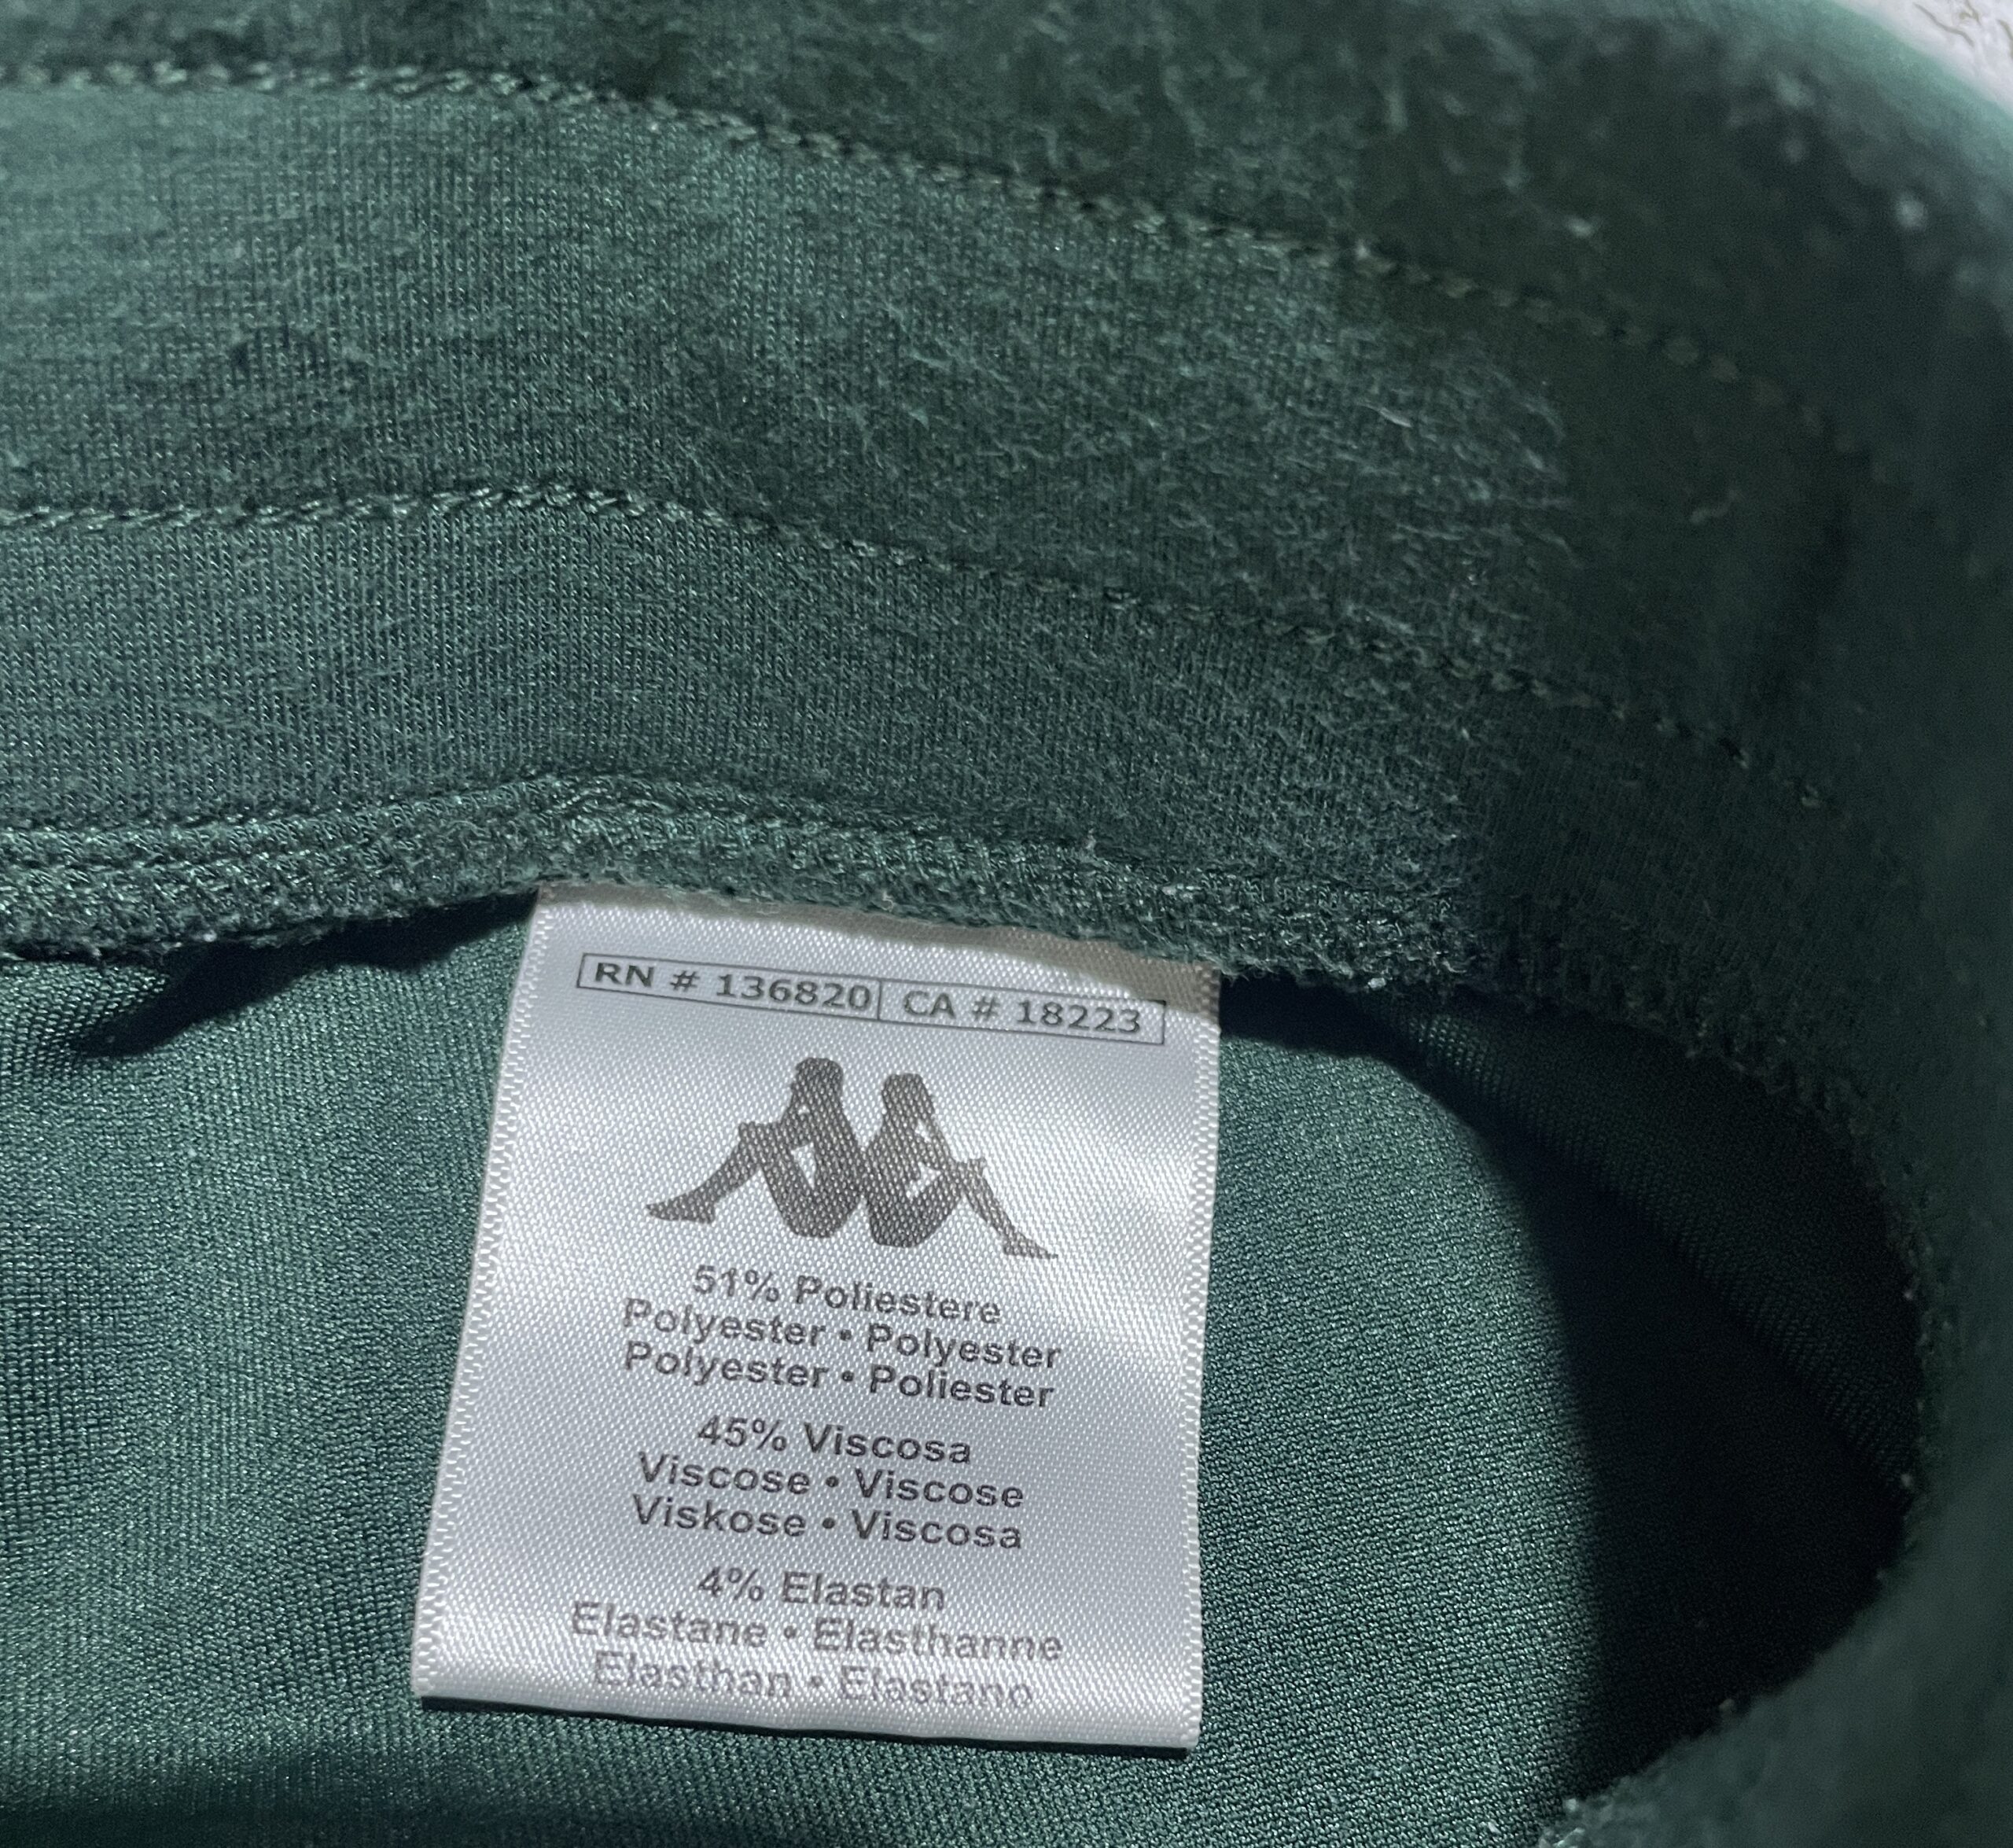 RN # 136820 CA # 18223
51% Poliestere
Polyester • Polyester
Polyester • Poliester
45% Viscosa
Viscose • Viscose
Viskose • Viscosa
4% Elastan
Elastane • Elasthanne
Elasthan • Elastano